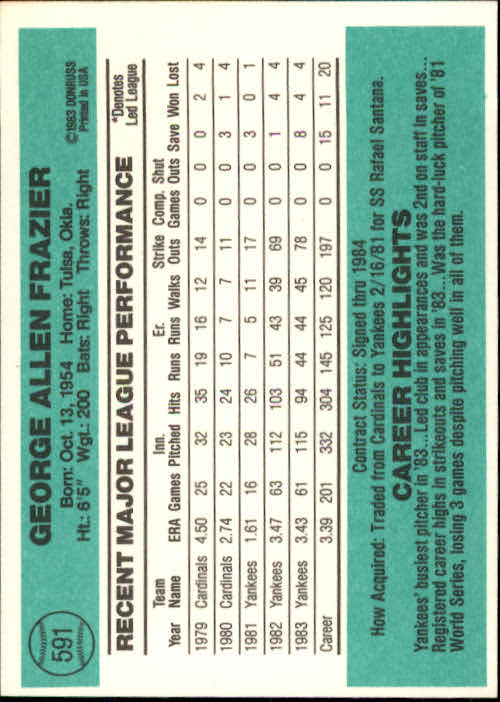 591
GEORGE ALLEN FRAZIER
©1983 DONRUSS
Printed in USA
Born: Oct. 13, 1954 Home: Tulsa, Okla.
Ht.: 6'5" Wgt.: 200 Bats: Right Throws: Right
RECENT MAJOR LEAGUE PERFORMANCE
*Denotes
Led League
Team Inn. Er. Strike Comp. Shut
Year Name ERA Games Pitched Hits Runs Runs Walks Outs Games Outs Save Won Lost
1979 Cardinals 4.50 25 32 35 19 16 12 14 0 0 0 2 4
1980 Cardinals 2.74 22 23 24 10 7 7 11 0 0 3 1 4
1981 Yankees 1.61 16 28 26 7 5 11 17 0 0 3 0 1
1982 Yankees 3.47 63 112 103 51 43 39 69 0 0 1 4 4
1983 Yankees 3.43 61 115 94 44 44 45 78 0 0 8 4 4
Career 3.39 201 332 304 145 125 120 197 0 0 15 11 20
Contract Status: Signed thru 1984
How Acquired: Traded from Cardinals to Yankees 2/16/81 for SS Rafael Santana.
CAREER HIGHLIGHTS
Yankees' busiest pitcher in '83...Led club in appearances and was 2nd on staff in saves...
Registered career highs in strikeouts and saves in '83...Was the hard-luck pitcher of '81
World Series, losing 3 games despite pitching well in all of them.